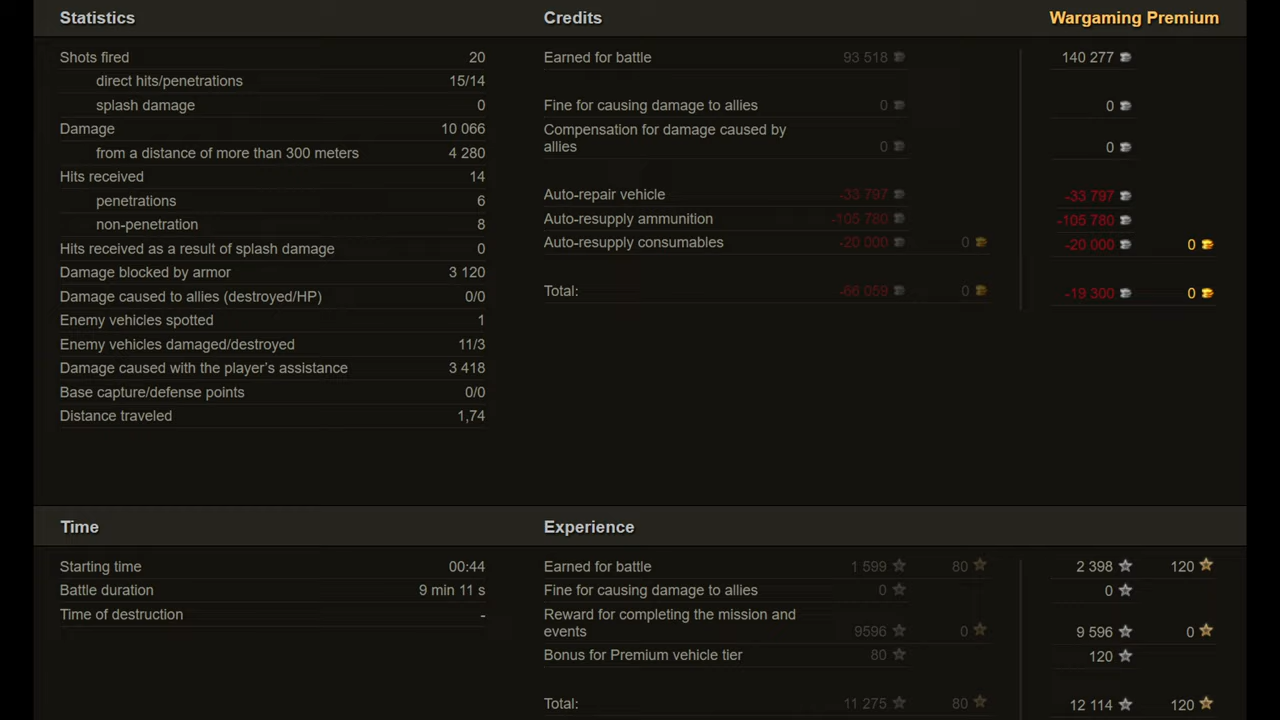 Statistics
Shots fired 20
direct hits/penetrations 15/14
splash damage 0
Damage 10 066
from a distance of more than 300 meters 4 280
Hits received 14
penetrations 6
non-penetration 8
Hits received as a result of splash damage 0
Damage blocked by armor 3 120
Damage caused to allies (destroyed/HP) 0/0
Enemy vehicles spotted 1
Enemy vehicles damaged/destroyed 11/3
Damage caused with the player's assistance 3 418
Base capture/defense points 0/0
Distance traveled 1,74
Credits Wargaming Premium
Earned for battle 93 518 140 277
Fine for causing damage to allies 0 0
Compensation for damage caused by
allies 0 0
Auto-repair vehicle -33 797 -33 797
Auto-resupply ammunition -105 780 -105 780
Auto-resupply consumables -20 000 0 -20 000 0
Total: -66 059 0 -19 300 0
Time
Starting time 00:44
Battle duration 9 min 11 s
Time of destruction -
Experience
Earned for battle 1 599 80 2 398 120
Fine for causing damage to allies 0 0
Reward for completing the mission and
events 9596 0 9 596 0
Bonus for Premium vehicle tier 80 120
Total: 11 275 80 12 114 120